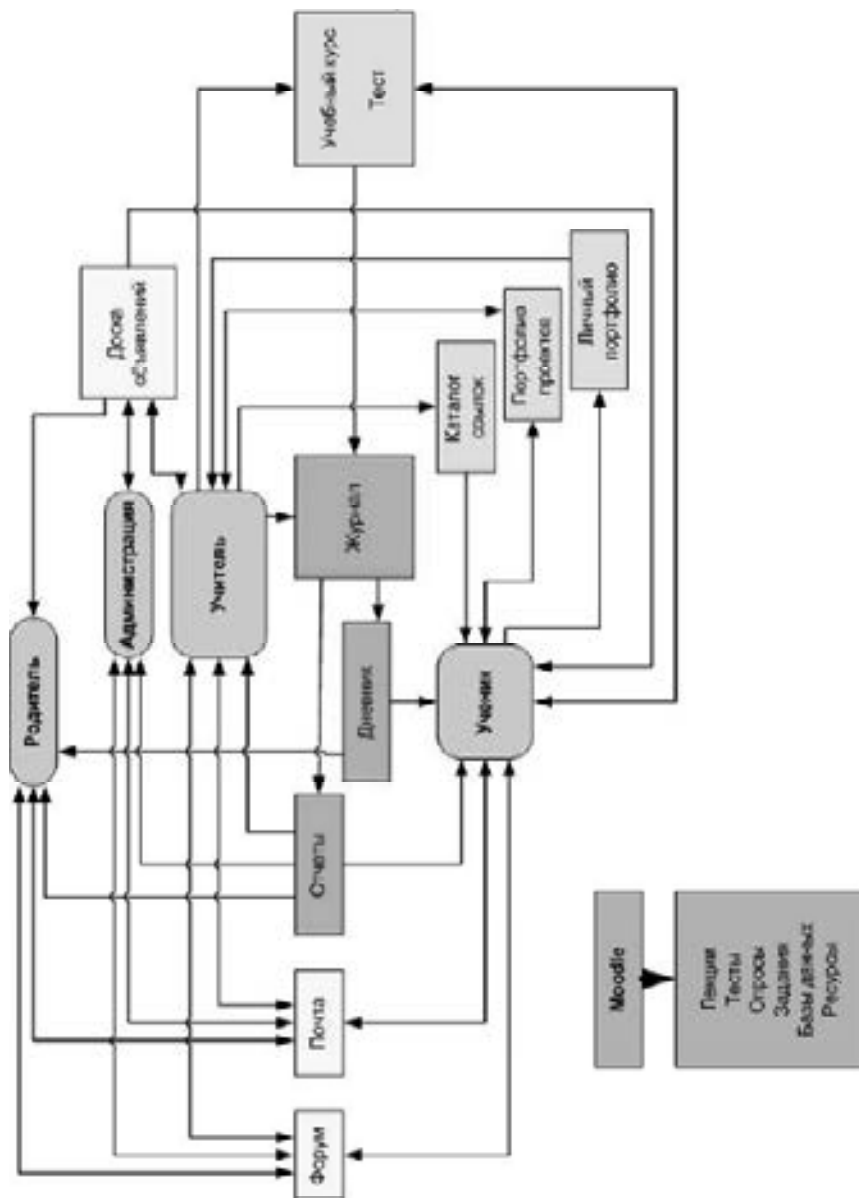 Родитель
Администрация
Учитель
Ученик
Доска
объявлений
Учебный курс
Тест
Журнал
Дневник
Отчеты
Почта
Форум
Каталог
ссылок
Портфолио
проектов
Личный
портфолио
Moodle
Лекции
Тесты
Опросы
Задания
Базы данных
Ресурсы